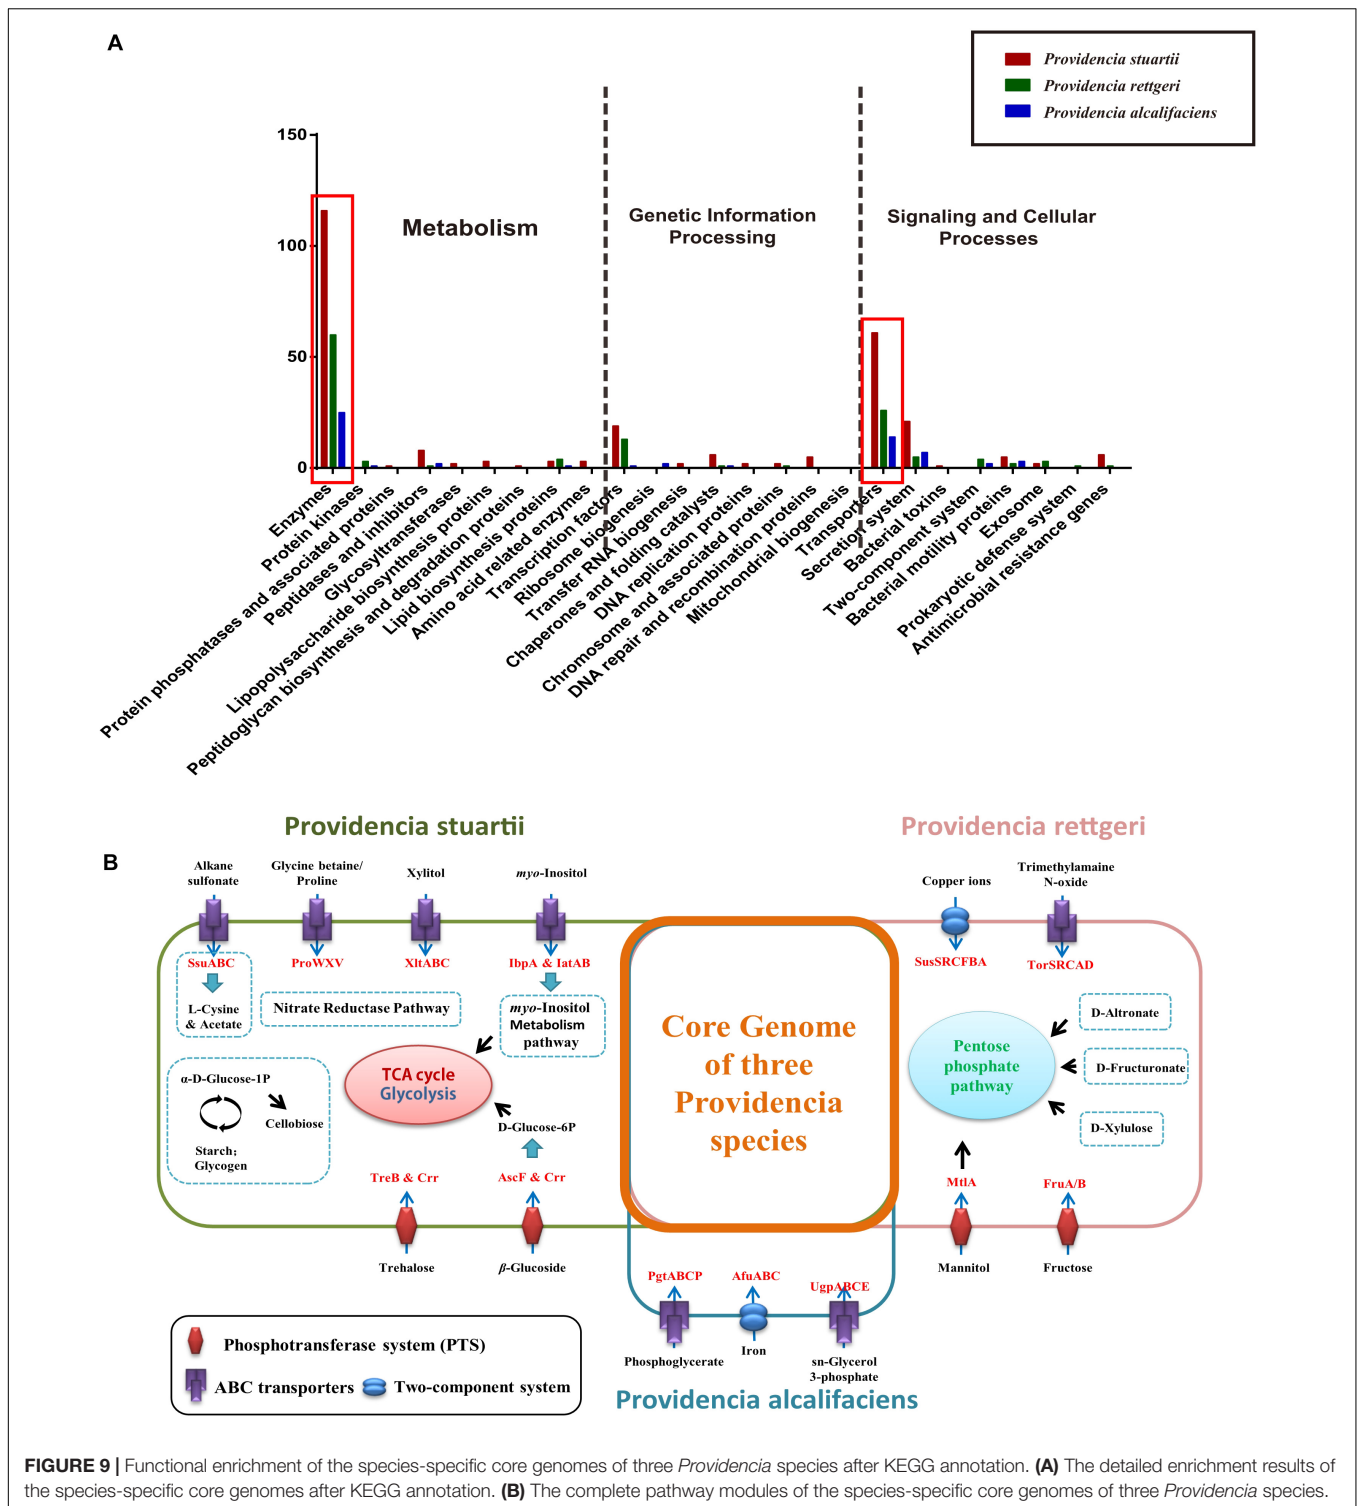 A
Providencia stuartii
Providencia rettgeri
Providencia alcalifaciens
150
100
50
0
Metabolism
Genetic Information
Processing
Signaling and Cellular
Processes
Enzymes
Protein kinases
Protein phosphatases and associated proteins
Peptidases and inhibitors
Glycosyltransferases
Lipopolysaccharide biosynthesis proteins
Peptidoglycan biosynthesis and degradation proteins
Lipid biosynthesis proteins
Amino acid related enzymes
Transcription factors
Ribosome biogenesis
Transfer RNA biogenesis
Chaperones and folding catalysts
DNA replication proteins
Chromosome and associated proteins
DNA repair and recombination proteins
Mitochondrial biogenesis
Transporters
Secretion system
Bacterial toxins
Two-component system
Bacterial motility proteins
Exosome
Prokaryotic defense system
Antimicrobial resistance genes
B
Providencia stuartii
Providencia rettgeri
Alkane
sulfonate
Glycine betaine/
Proline
Xylitol
myo-Inositol
Copper ions
Trimethylamine
N-oxide
SsuABC
ProWXV
XltABC
IbpA & IatAB
SusSRCFBA
TorSRCAD
L-Cysine
& Acetate
Nitrate Reductase Pathway
myo-Inositol
Metabolism
pathway
α-D-Glucose-1P
Cellobiose
Starch;
Glycogen
TCA cycle
Glycolysis
D-Glucose-6P
TreB & Crr
AscF & Crr
Trehalose
β-Glucoside
Core Genome
of three
Providencia
species
Pentose
phosphate
pathway
D-Altronate
D-Fructuronate
D-Xylulose
MtlA
FruA/B
Mannitol
Fructose
PgtABCP
AfuABC
UgpABCE
Phosphoglycerate
Iron
sn-Glycerol
3-phosphate
Providencia alcalifaciens
Phosphotransferase system (PTS)
ABC transporters
Two-component system
FIGURE 9 | Functional enrichment of the species-specific core genomes of three Providencia species after KEGG annotation. (A) The detailed enrichment results of
the species-specific core genomes after KEGG annotation. (B) The complete pathway modules of the species-specific core genomes of three Providencia species.